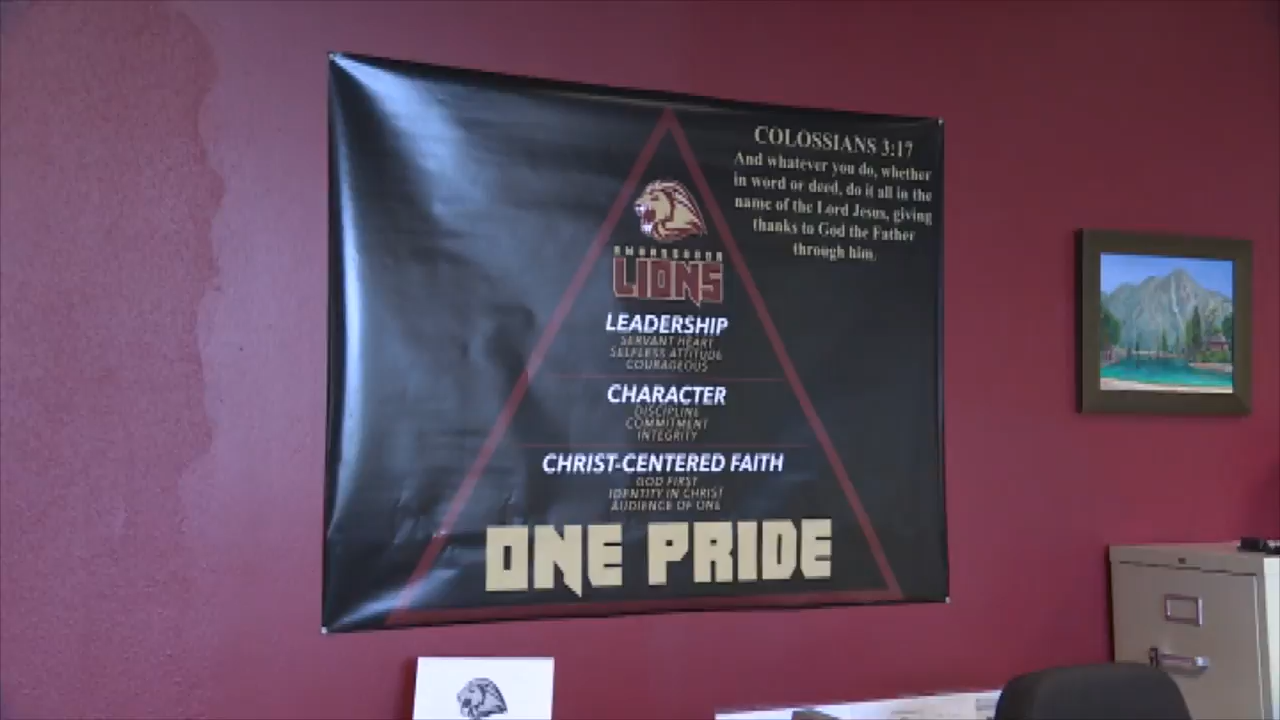 COLOSSIANS 3:17
And whatever you do, whether
in word or deed, do it all in the
name of the Lord Jesus, giving
thanks to God the Father
through him.
AMBASSADOR
LIONS
LEADERSHIP
SERVANT HEART
SELFLESS ATTITUDE
COURAGEOUS
CHARACTER
DISCIPLINE
COMMITMENT
INTEGRITY
CHRIST-CENTERED FAITH
GOD FIRST
IDENTITY IN CHRIST
AUDIENCE OF ONE
ONE PRIDE